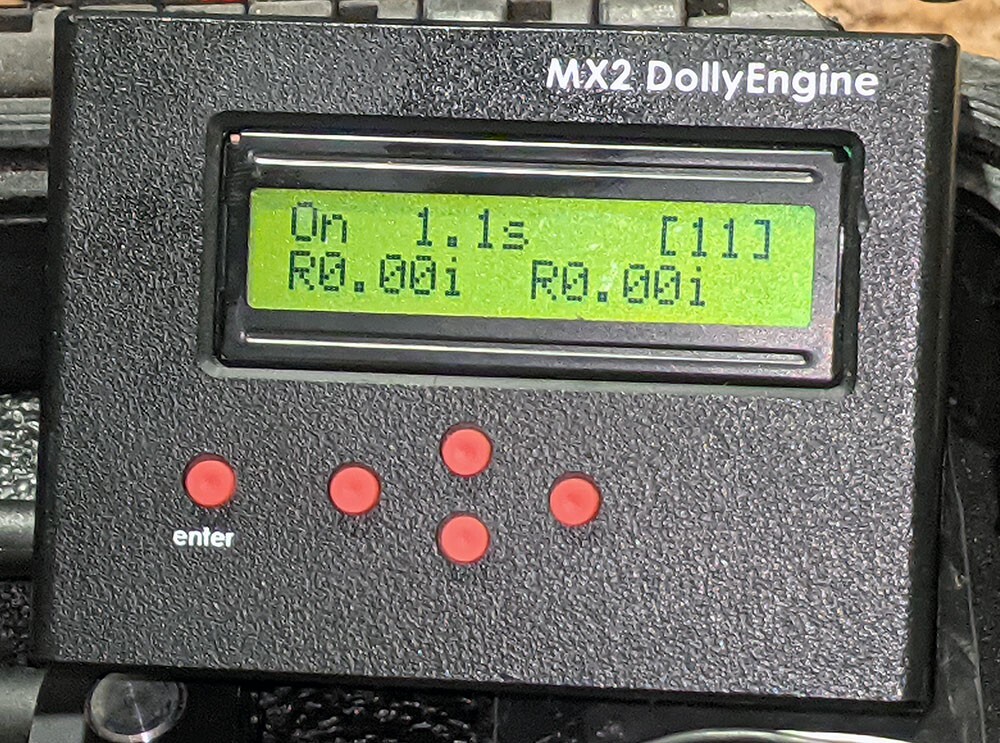 MX2 DollyEngine
On 1.1s [11]
R0.00i R0.00i
enter